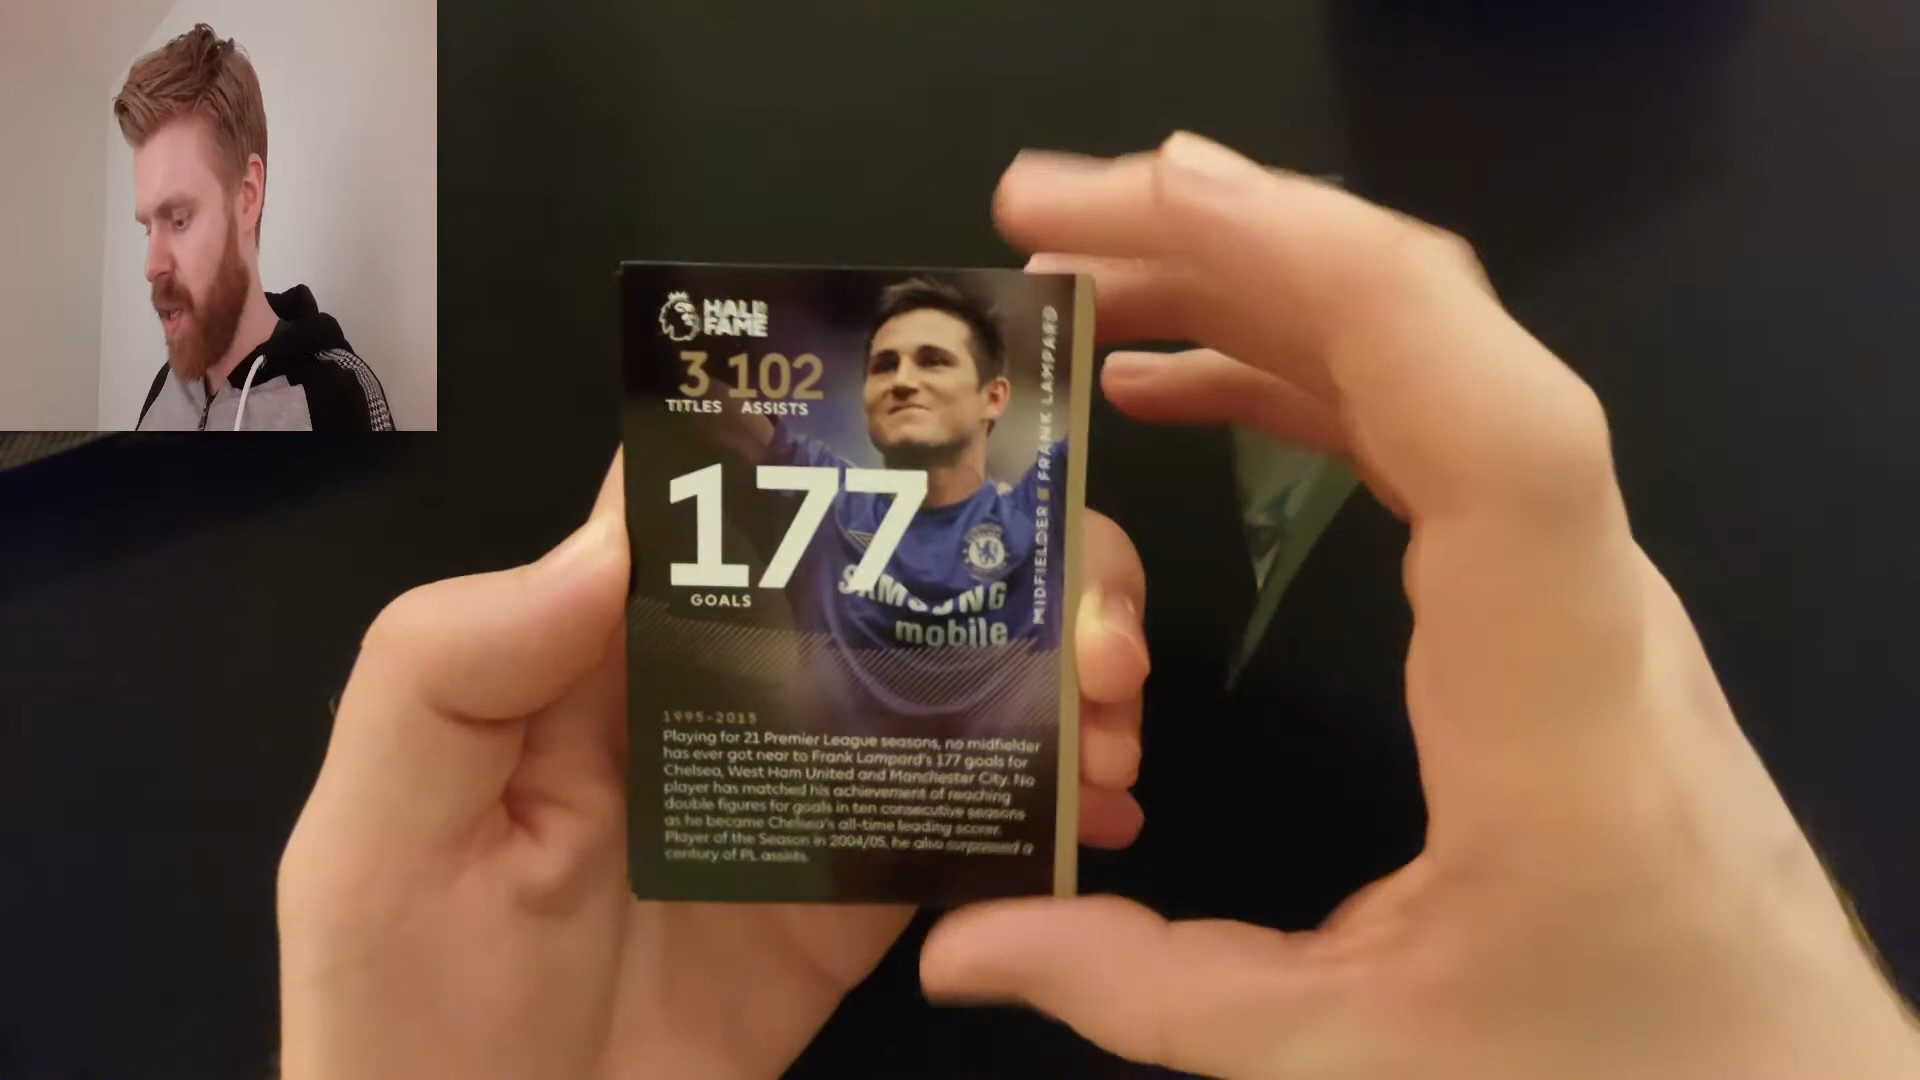 HALL
FAME
3 102
TITLES ASSISTS
177
GOALS
MIDFIELDER FRANK LAMPARD
SAMSUNG
mobile
1995-2015
Playing for 21 Premier League seasons, no midfielder
has ever got near to Frank Lampard's 177 goals for
Chelsea, West Ham United and Manchester City. No
player has matched his achievement of reaching
double figures for goals in ten consecutive seasons
as he became Chelsea's all-time leading scorer.
Player of the Season in 2004/05, he also surpassed a
century of PL assists.